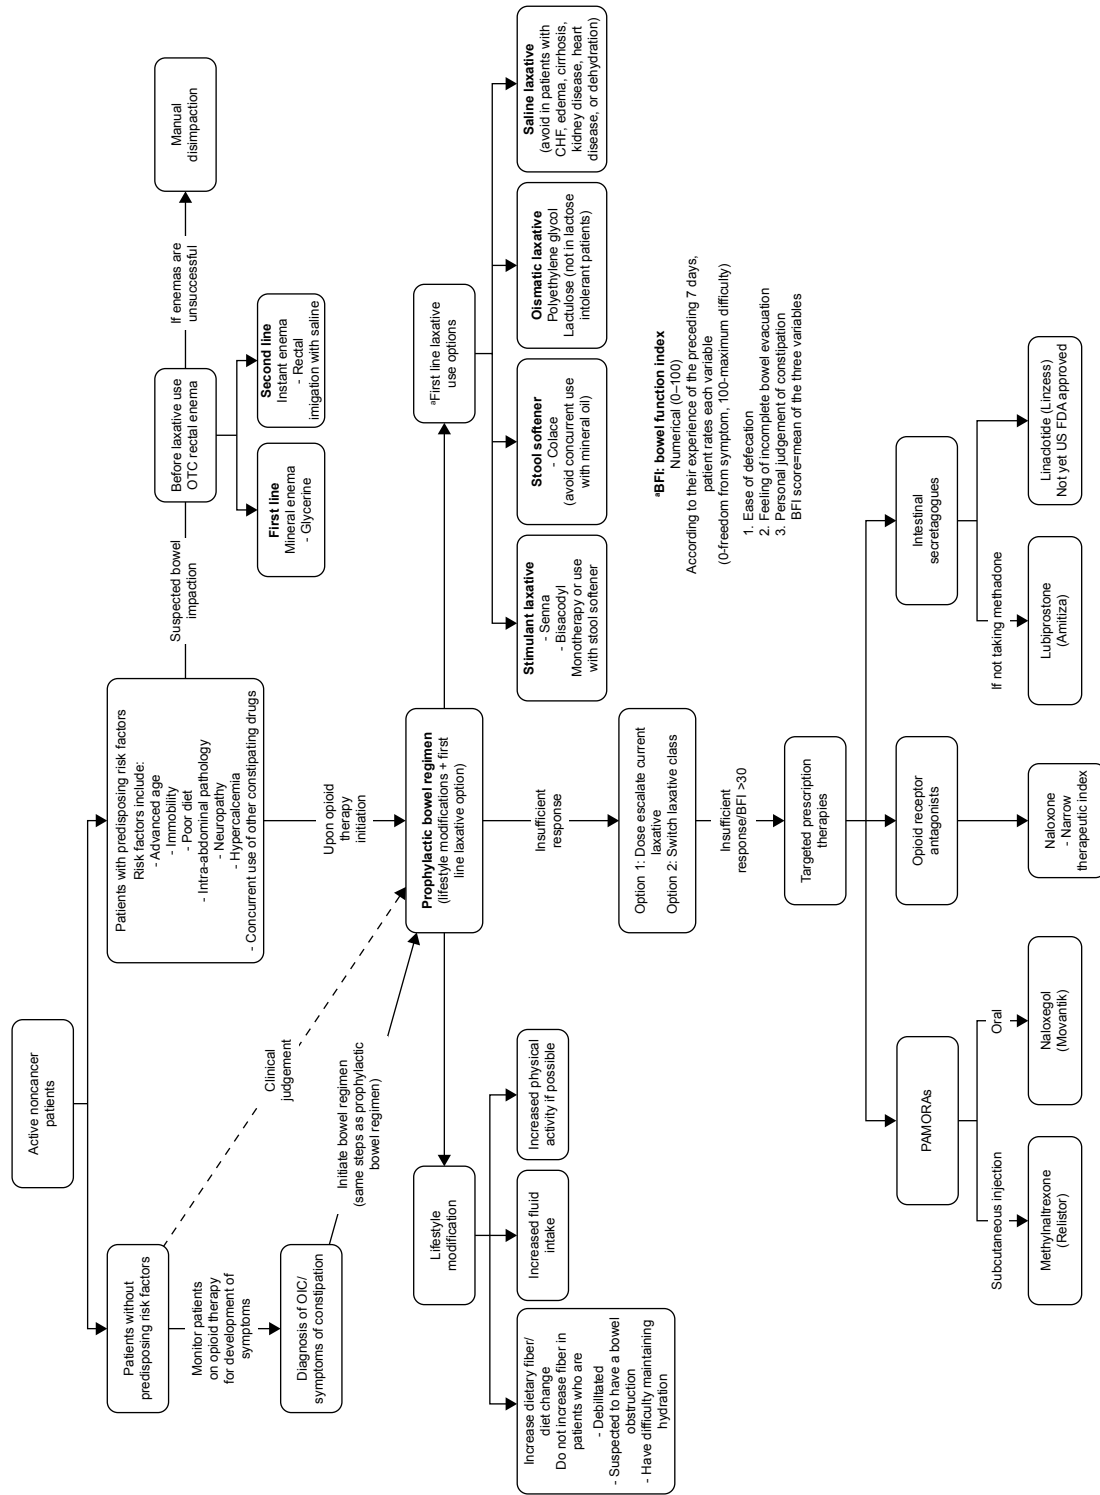 Active noncancer
patients
Patients without
predisposing risk factors
Patients with predisposing risk factors
Risk factors include:
- Advanced age
- Immobility
- Poor diet
- Intra-abdominal pathology
- Neuropathy
- Hypercalcemia
- Concurrent use of other constipating drugs
Suspected bowel
impaction
Before laxative use
OTC rectal enema
If enemas are
unsuccessful
Manual
disimpaction
First line
Mineral enema
- Glycerine
Second line
Instant enema
- Rectal
imigation with saline
Monitor patients
on opioid therapy
for development of
symptoms
Clinical
judgement
Upon opioid
therapy
initiation
Diagnosis of OIC/
symptoms of constipation
Initiate bowel regimen
(same steps as prophylactic
bowel regimen)
Prophylactic bowel regimen
(lifestyle modifications + first
line laxative option)
Lifestyle
modification
ªFirst line laxative
use options
Increase dietary fiber/
diet change
Do not increase fiber in
patients who are
- Debilitated
- Suspected to have a bowel
obstruction
- Have difficulty maintaining
hydration
Increased fluid
intake
Increased physical
activity if possible
Stimulant laxative
- Senna
- Bisacodyl
Monotherapy or use
with stool softener
Stool softener
- Colace
(avoid concurrent use
with mineral oil)
Oismatic laxative
Polyethylene glycol
Lactulose (not in lactose
intolerant patients)
Saline laxative
(avoid in patients with
CHF, edema, cirrhosis,
kidney disease, heart
disease, or dehydration)
Insufficient
response
Option 1: Dose escalate current
laxative
Option 2: Switch laxative class
Insufficient
response/BFI >30
ªBFI: bowel function index
Numerical (0–100)
According to their experience of the preceding 7 days,
patient rates each variable
(0-freedom from symptom, 100-maximum difficulty)
1. Ease of defecation
2. Feeling of incomplete bowel evacuation
3. Personal judgement of constipation
BFI score=mean of the three variables
Targeted prescription
therapies
PAMORAs
Opioid receptor
antagonists
Intestinal
secretagogues
Subcutaneous injection
Oral
If not taking methadone
Methylnaltrexone
(Relistor)
Naloxegol
(Movantik)
Naloxone
- Narrow
therapeutic index
Lubiprostone
(Amitiza)
Linaclotide (Linzess)
Not yet US FDA approved